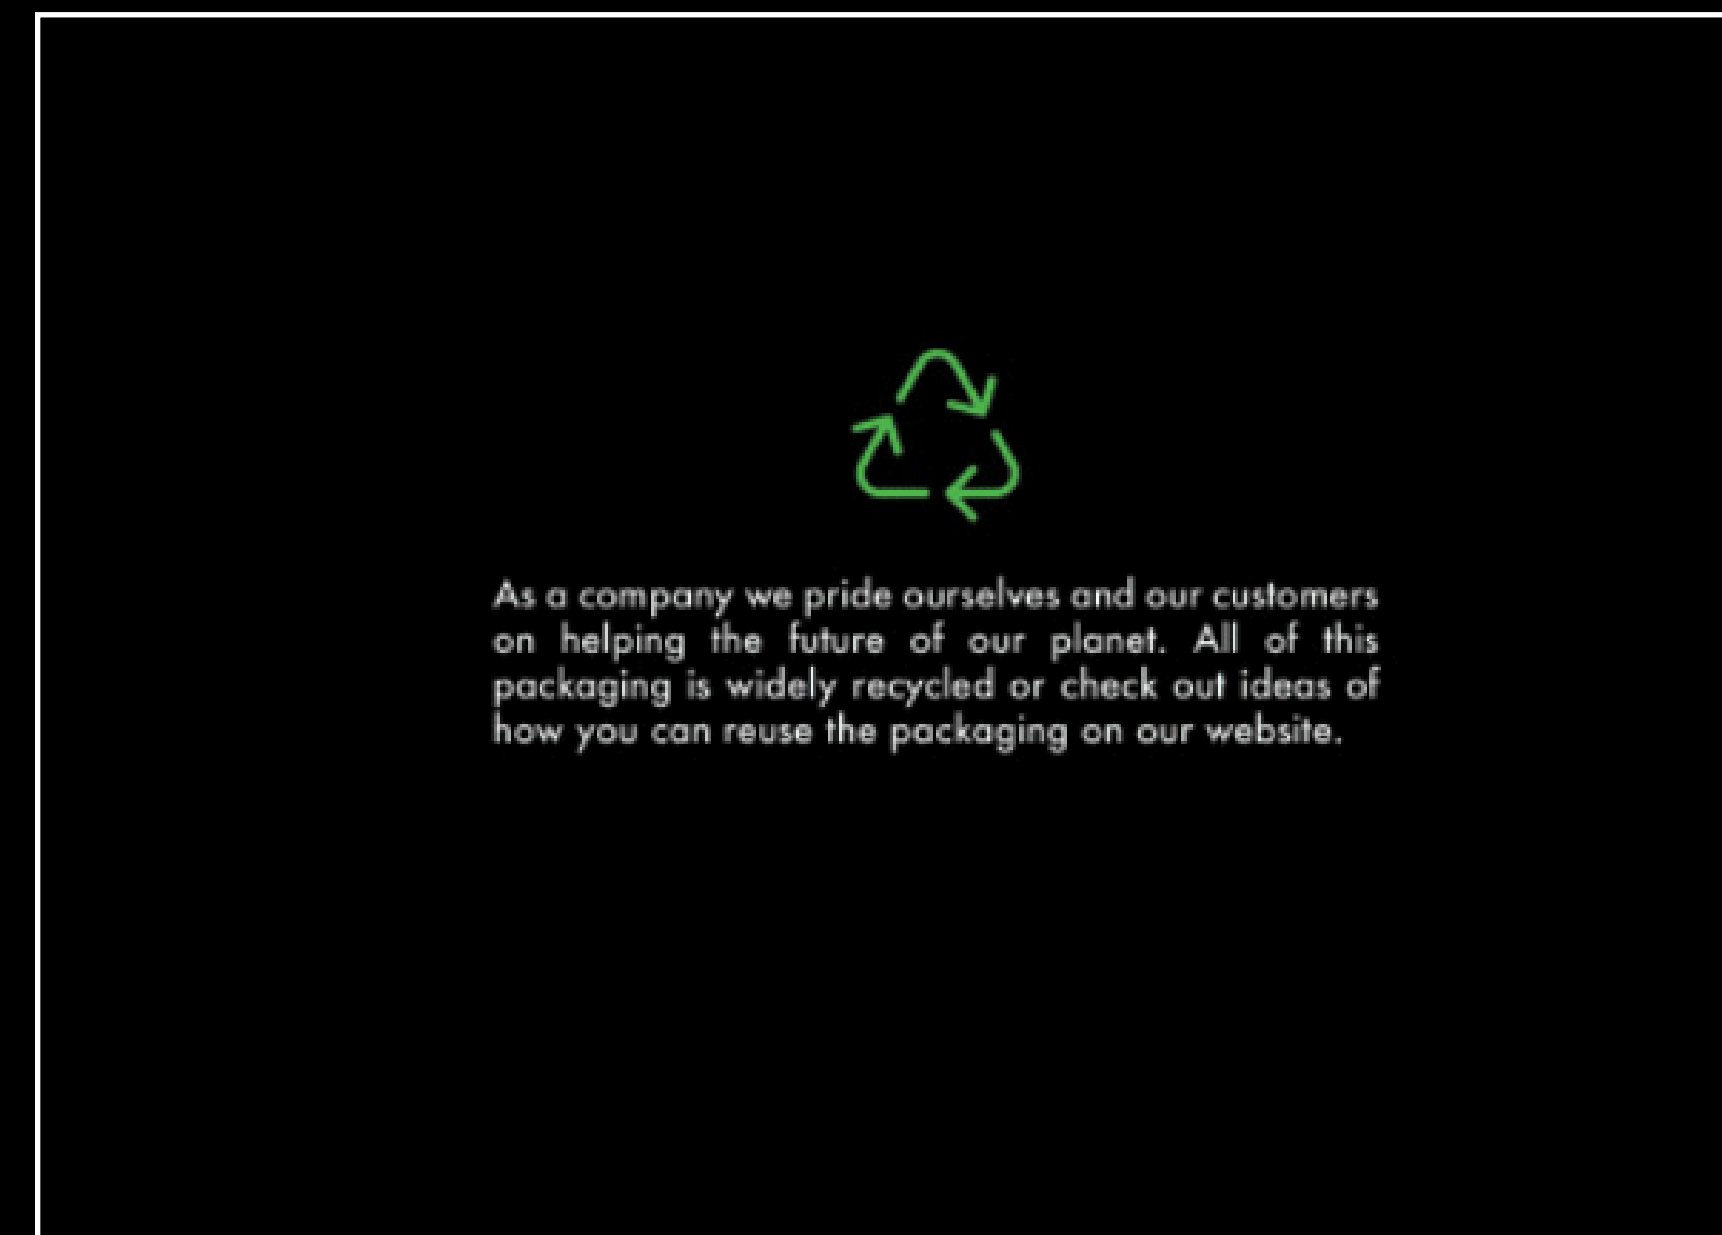 As a company we pride ourselves and our customers
on helping the future of our planet. All of this
packaging is widely recycled or check out ideas of
how you can reuse the packaging on our website.